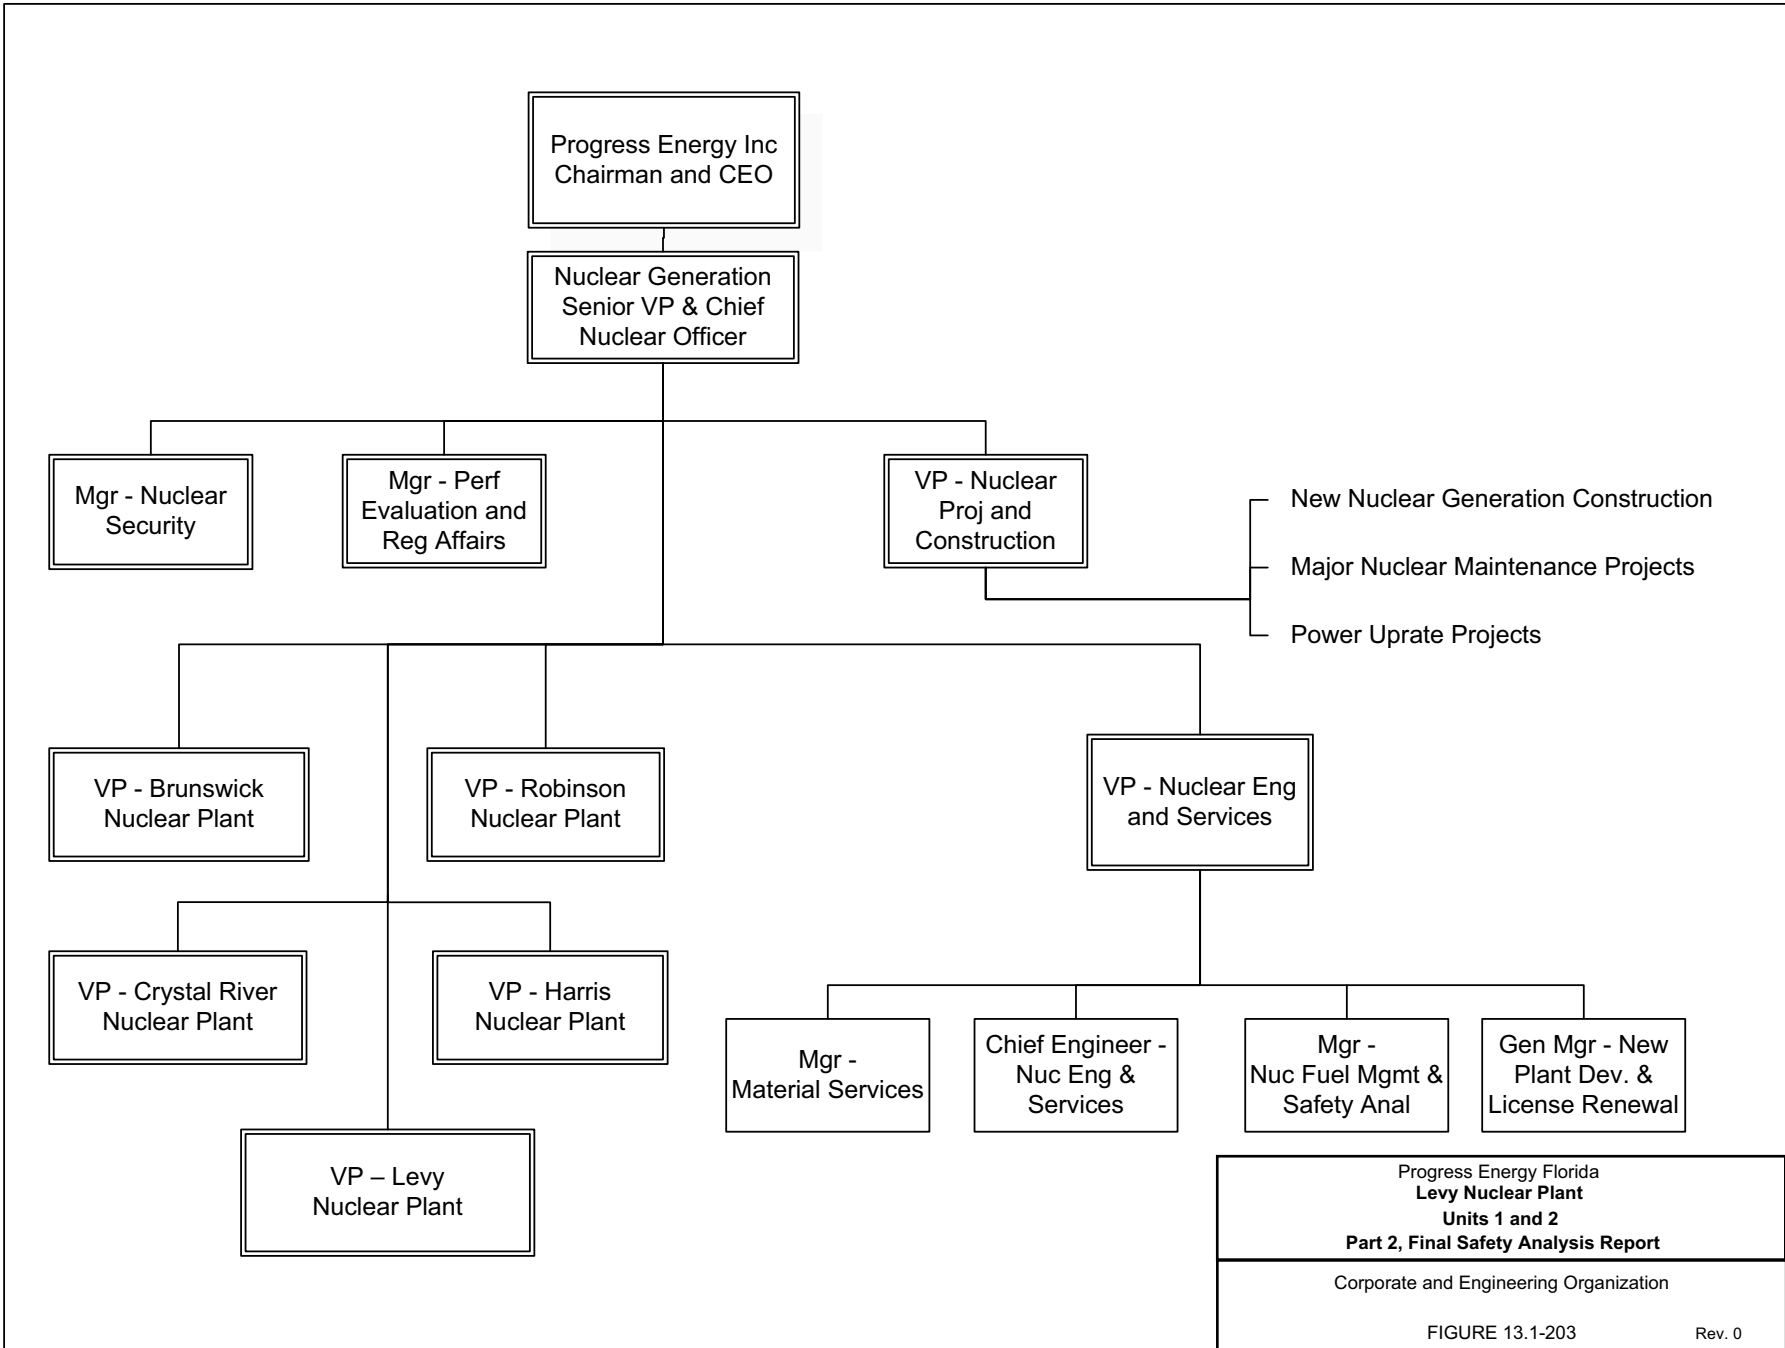 Progress Energy Inc
Chairman and CEO
Nuclear Generation
Senior VP & Chief
Nuclear Officer
Mgr - Nuclear
Security
Mgr - Perf
Evaluation and
Reg Affairs
VP - Nuclear
Proj and
Construction
New Nuclear Generation Construction
Major Nuclear Maintenance Projects
Power Uprate Projects
VP - Brunswick
Nuclear Plant
VP - Robinson
Nuclear Plant
VP - Nuclear Eng
and Services
VP - Crystal River
Nuclear Plant
VP - Harris
Nuclear Plant
Mgr -
Material Services
Chief Engineer -
Nuc Eng &
Services
Mgr -
Nuc Fuel Mgmt &
Safety Anal
Gen Mgr - New
Plant Dev. &
License Renewal
VP – Levy
Nuclear Plant
Progress Energy Florida
Levy Nuclear Plant
Units 1 and 2
Part 2, Final Safety Analysis Report
Corporate and Engineering Organization
FIGURE 13.1-203 Rev. 0